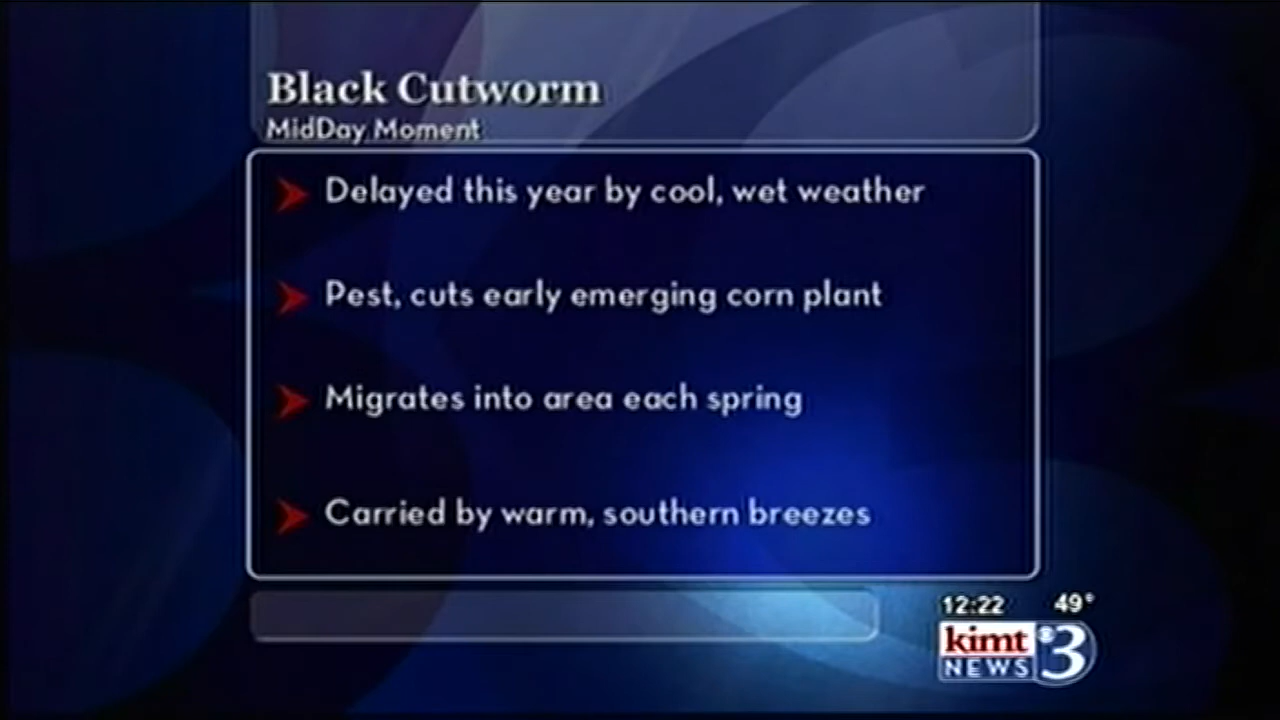 Black Cutworm
MidDay Moment
Delayed this year by cool, wet weather
Pest, cuts early emerging corn plant
Migrates into area each spring
Carried by warm, southern breezes
12:22 49°
kimt 3
NEWS